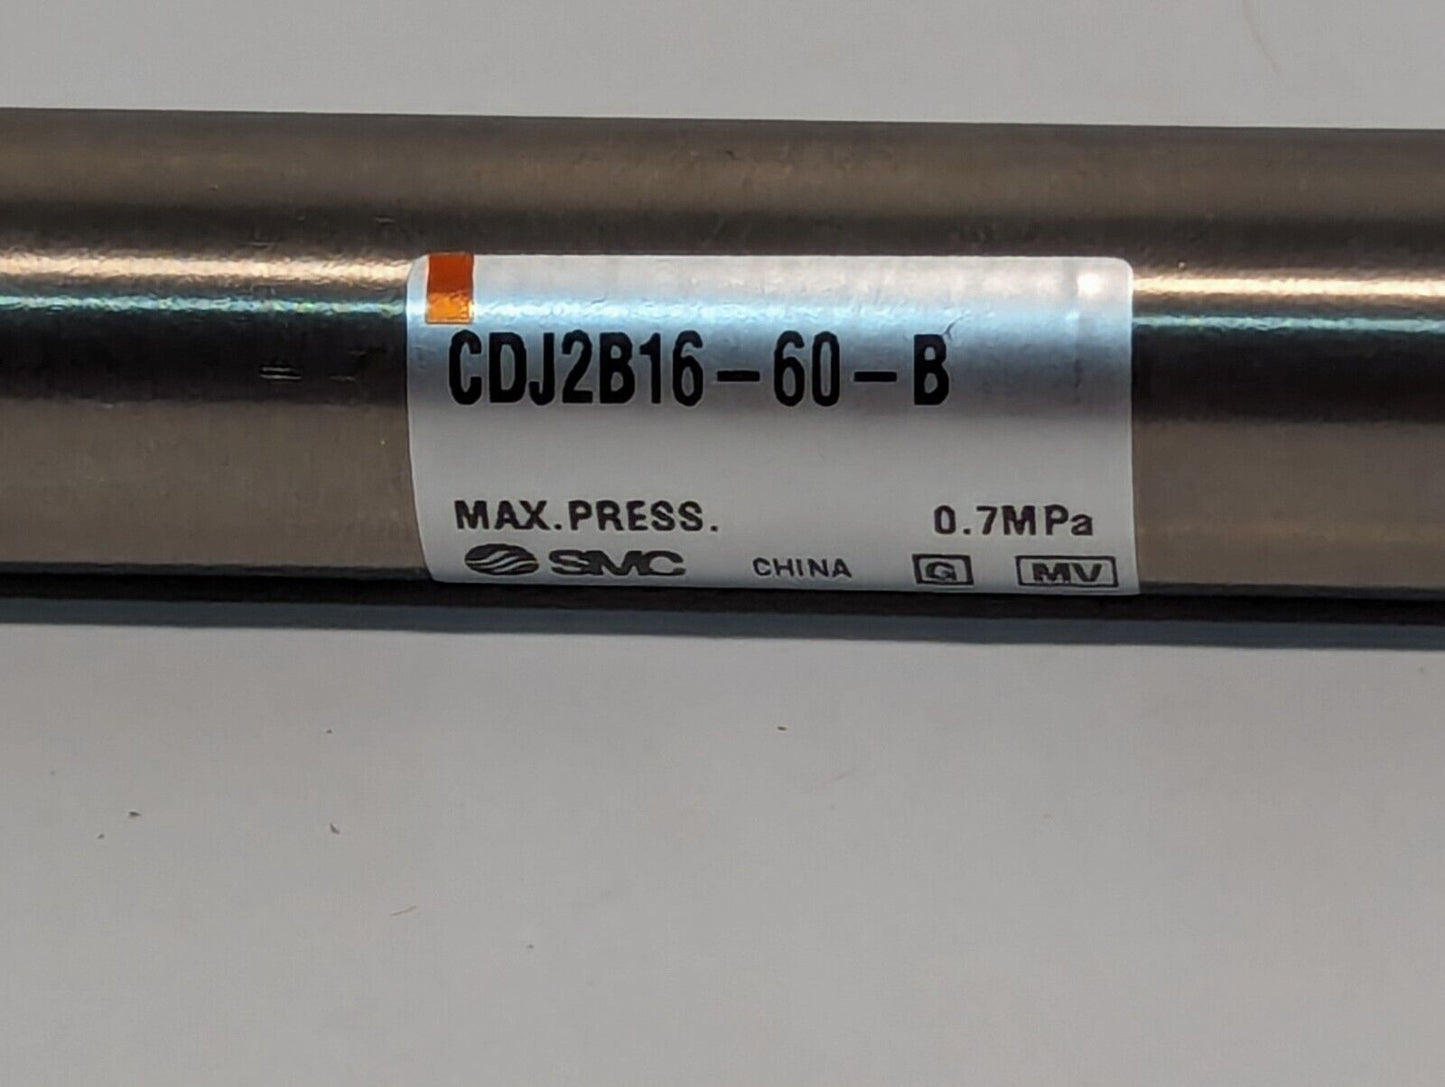 CDJ2B16-60-B
MAX.PRESS. 0.7MPa
SMC CHINA G MV